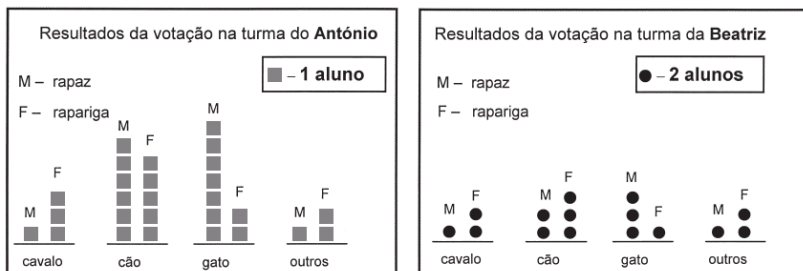 Resultados da votação na turma do António
– 1 aluno
M – rapaz
F – rapariga
M
F
M
F
M
F
M
F
cavalo
cão
gato
outros
Resultados da votação na turma da Beatriz
– 2 alunos
M – rapaz
F – rapariga
M
F
M
F
M
F
M
F
cavalo
cão
gato
outros